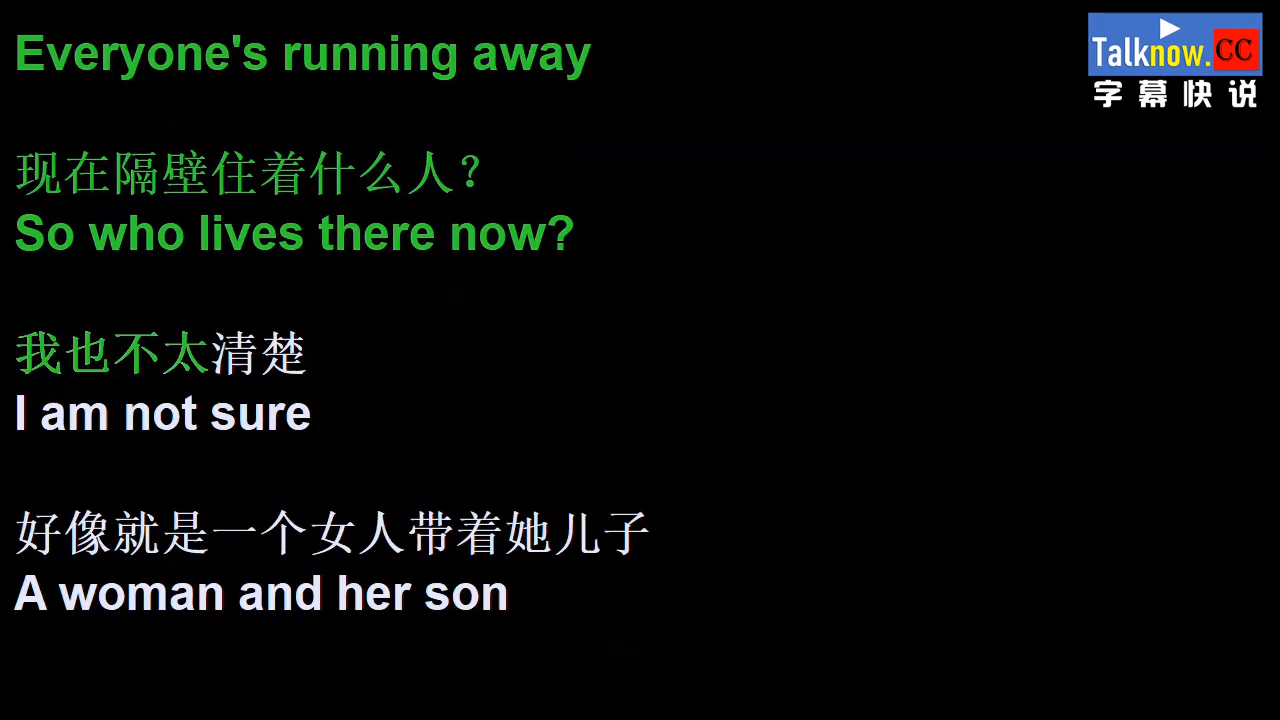 Everyone's running away
Talknow.CC
字幕快说
现在隔壁住着什么人？
So who lives there now?
我也不太清楚
I am not sure
好像就是一个女人带着她儿子
A woman and her son